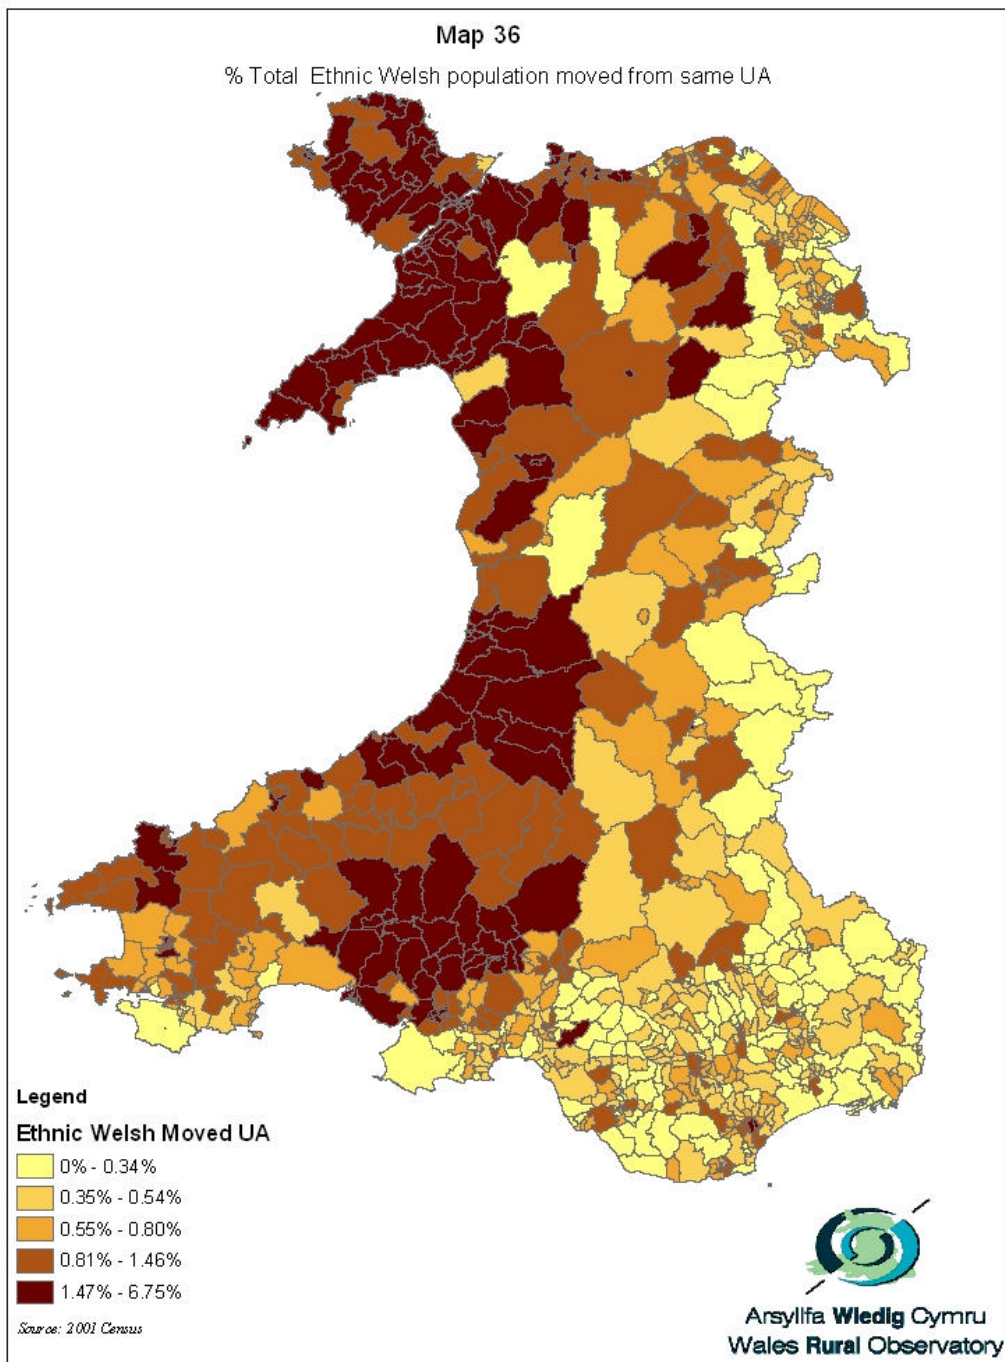 Map 36
% Total Ethnic Welsh population moved from same UA
Legend
Ethnic Welsh Moved UA
0% - 0.34%
0.35% - 0.54%
0.55% - 0.80%
0.81% - 1.46%
1.47% - 6.75%
Source: 2001 Census
Arsyllfa Wledig Cymru
Wales Rural Observatory